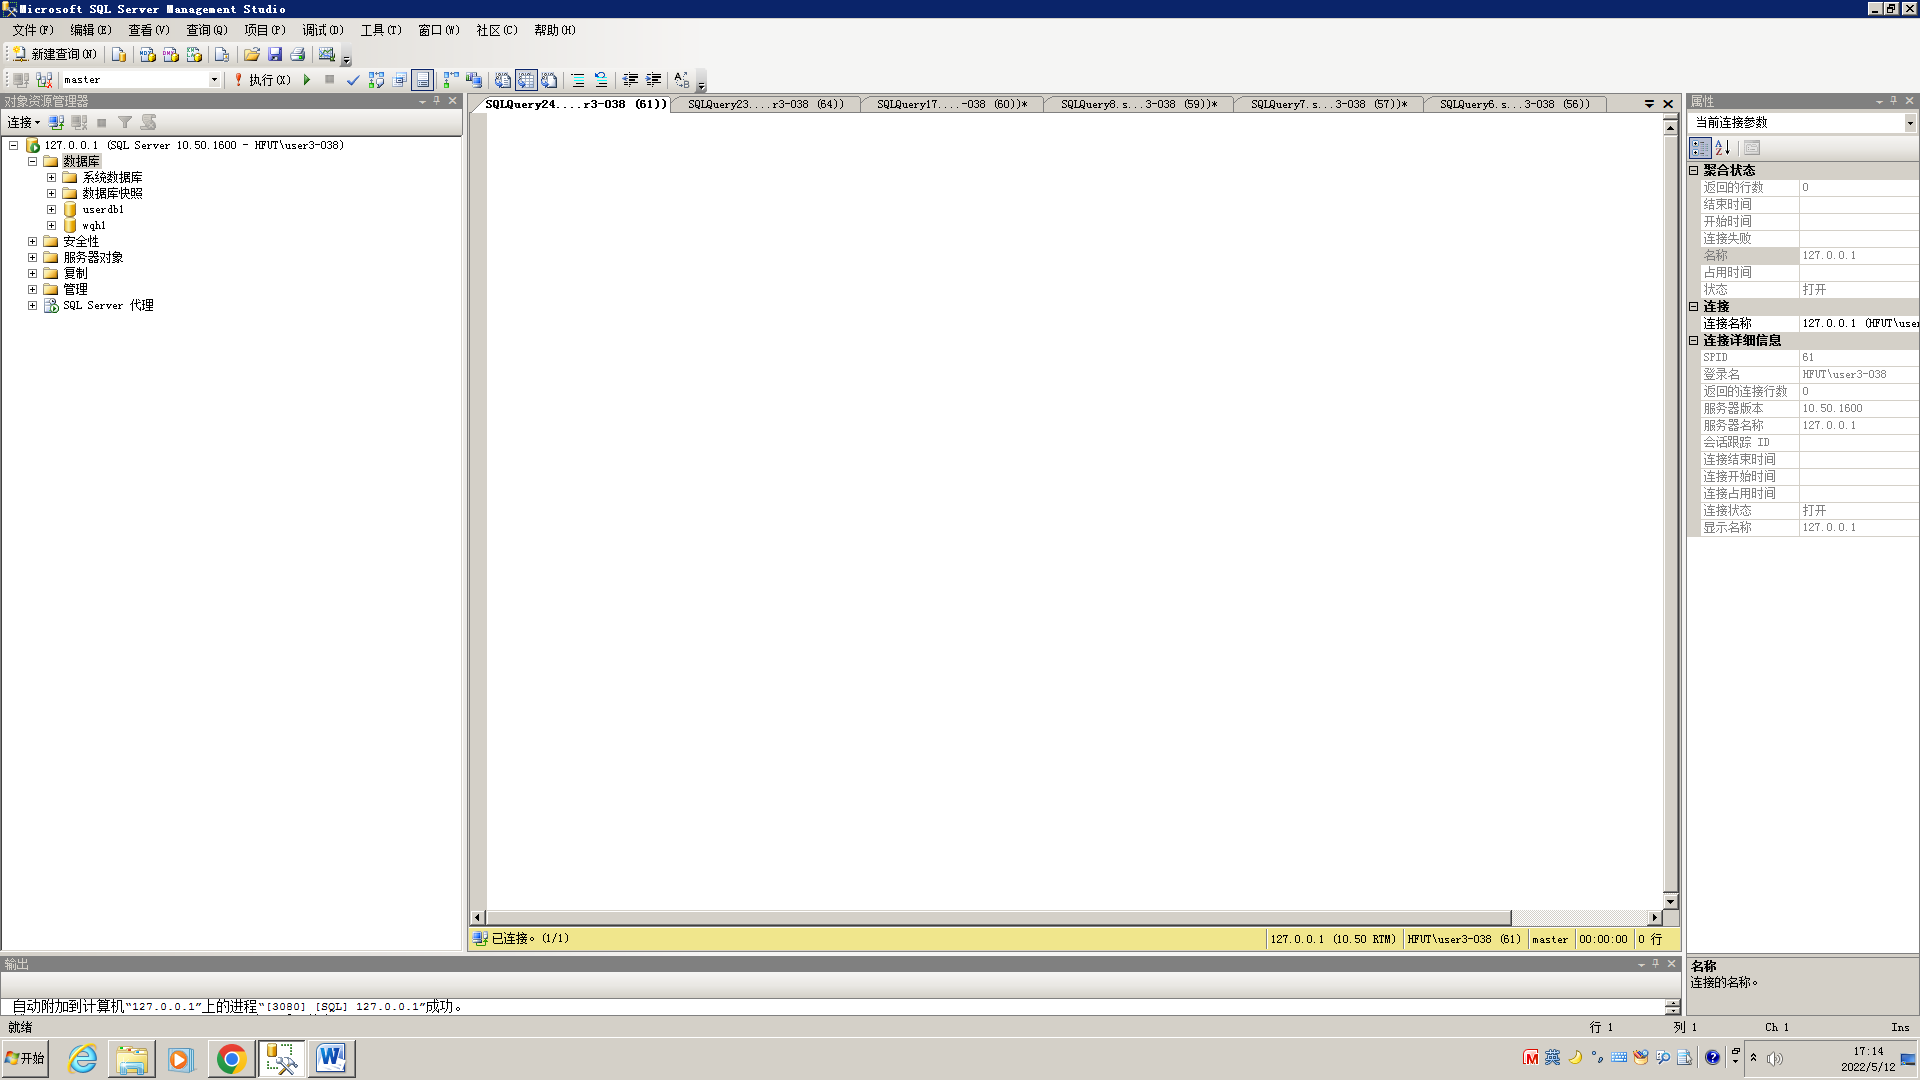 Microsoft SQL Server Management Studio
文件(F) 编辑(E) 查看(V) 查询(Q) 项目(P) 调试(D) 工具(T) 窗口(W) 社区(C) 帮助(H)
新建查询(N)
master 执行(X)
对象资源管理器
连接
127.0.0.1 (SQL Server 10.50.1600 - HFUT\user3-038)
数据库
系统数据库
数据库快照
userdb1
wqh1
安全性
服务器对象
复制
管理
SQL Server 代理
SQLQuery24....r3-038 (61)) SQLQuery23....r3-038 (64)) SQLQuery17....-038 (60))* SQLQuery8.s...3-038 (59))* SQLQuery7.s...3-038 (57))* SQLQuery6.s...3-038 (56))
已连接。(1/1) 127.0.0.1 (10.50 RTM) HFUT\user3-038 (61) master 00:00:00 0 行
属性
当前连接参数
聚合状态
返回的行数 0
结束时间
开始时间
连接失败
名称 127.0.0.1
占用时间
状态 打开
连接
连接名称 127.0.0.1 (HFUT\user
连接详细信息
SPID 61
登录名 HFUT\user3-038
返回的连接行数 0
服务器版本 10.50.1600
服务器名称 127.0.0.1
会话跟踪 ID
连接结束时间
连接开始时间
连接占用时间
连接状态 打开
显示名称 127.0.0.1
名称
连接的名称。
输出
自动附加到计算机“127.0.0.1”上的进程“[3080] [SQL] 127.0.0.1”成功。
就绪 行 1 列 1 Ch 1 Ins
开始 英 17:14
2022/5/12